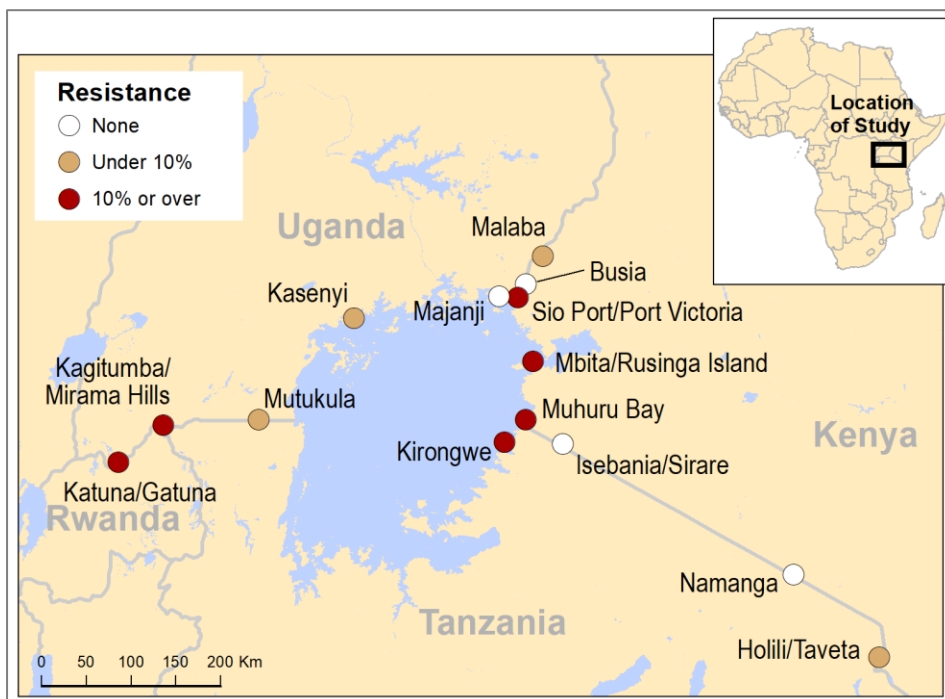 Resistance
None
Under 10%
10% or over
Location
of Study
Uganda
Malaba
Busia
Kasenyi
Majanji
Sio Port/Port Victoria
Kagitumba/
Mirama Hills
Mbita/Rusinga Island
Mutukula
Muhuru Bay
Kenya
Kirongwe
Isebania/Sirare
Katuna/Gatuna
Rwanda
Namanga
Tanzania
Holili/Taveta
0 50 100 150 200 Km